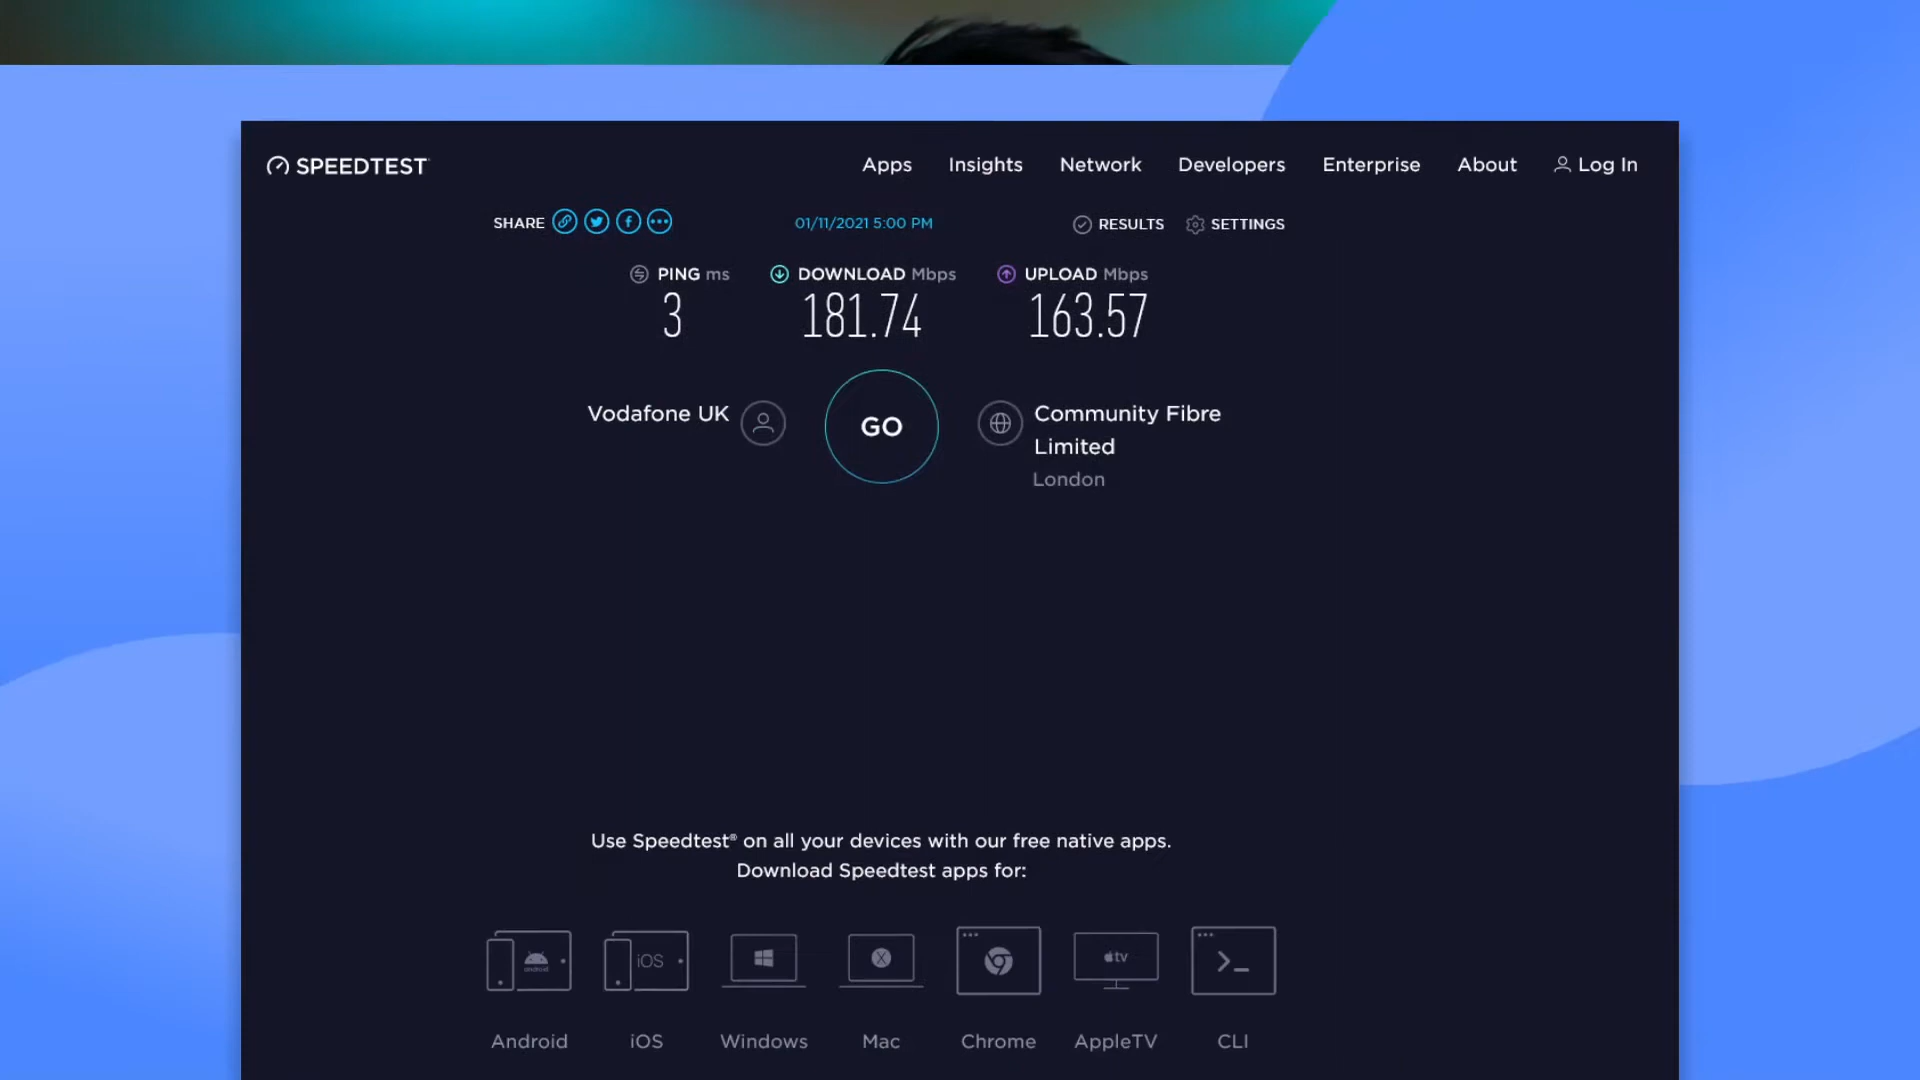 SPEEDTEST
Apps Insights Network Developers Enterprise About Log In
SHARE 01/11/2021 5:00 PM RESULTS SETTINGS
PING ms DOWNLOAD Mbps UPLOAD Mbps
3 181.74 163.57
Vodafone UK GO Community Fibre
Limited
London
Use Speedtest® on all your devices with our free native apps.
Download Speedtest apps for:
android iOS X tv
Android iOS Windows Mac Chrome AppleTV CLI